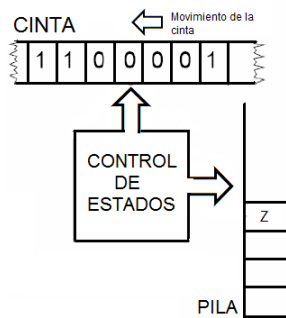 CINTA
Movimiento de la
cinta
1 1 0 0 0 0 1
CONTROL
DE
ESTADOS
Z
PILA